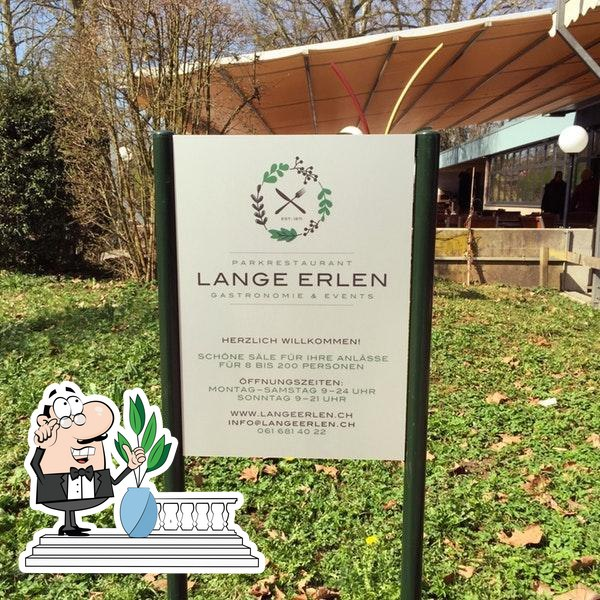 EST. 1871
PARKRESTAURANT
LANGE ERLEN
GASTRONOMIE & EVENTS
HERZLICH WILLKOMMEN!
SCHÖNE SÄLE FÜR IHRE ANLÄSSE
FÜR 8 BIS 200 PERSONEN
ÖFFNUNGSZEITEN:
MONTAG–SAMSTAG 9–24 UHR
SONNTAG 9–21 UHR
WWW.LANGEERLEN.CH
INFO@LANGEERLEN.CH
061 681 40 22